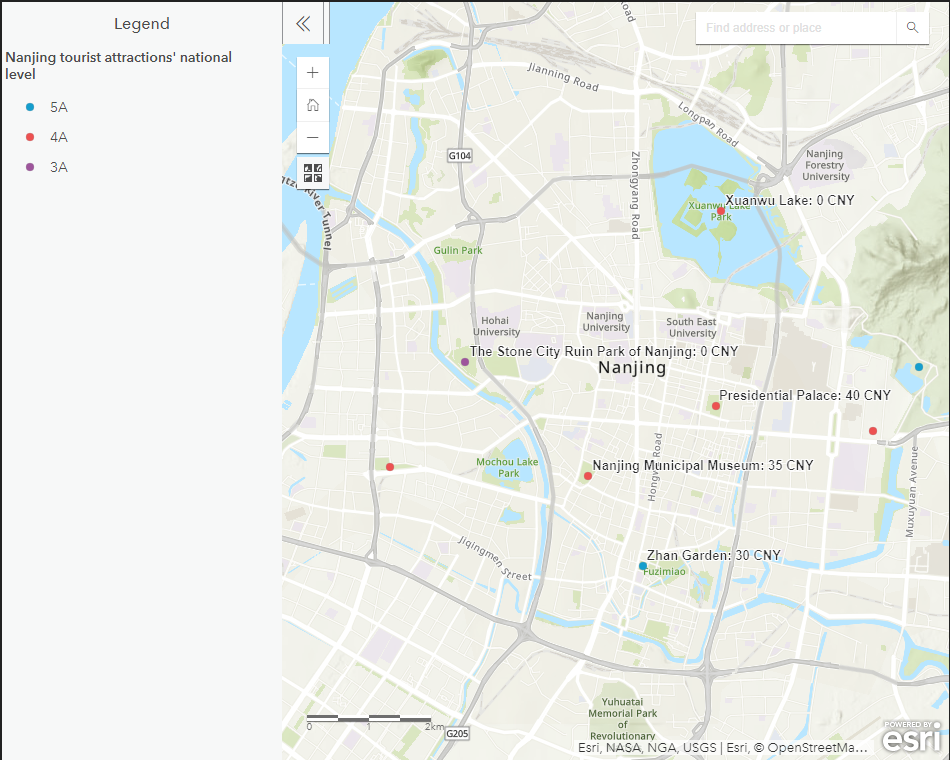 Legend
Nanjing tourist attractions' national
level
5A
4A
3A
Find address or place
Road
Jianning Road
Longpan Road
G104
Zhongyang Road
Nanjing
Forestry
University
Xuanwu Lake: 0 CNY
Xuanwu Lake
Park
River Tunnel
Gulin Park
Hohai
University
Nanjing
University
South East
University
The Stone City Ruin Park of Nanjing: 0 CNY
Nanjing
Presidential Palace: 40 CNY
Mochou Lake
Park
Nanjing Municipal Museum: 35 CNY
Road
Muxuyuan Avenue
Jiqingmen Street
Zhan Garden: 30 CNY
Fuzimiao
Yuhuatai
Memorial Park
of
Revolutionary
0
2km
G205
Esri, NASA, NGA, USGS | Esri, © OpenStreetMa...
POWERED BY
esri